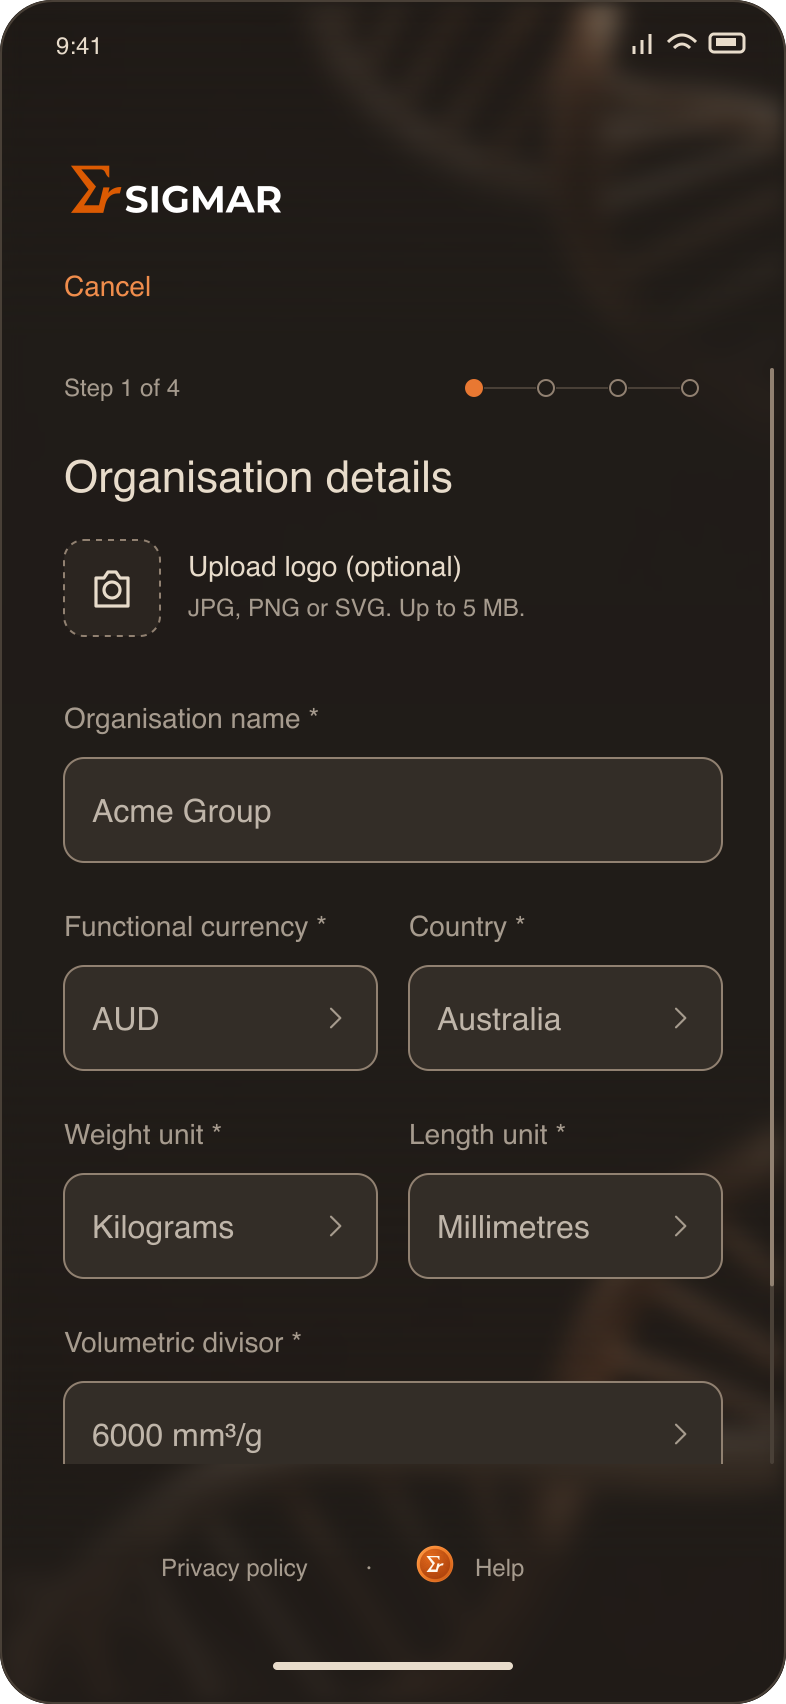 9:41
Σr SIGMAR
Cancel
Step 1 of 4
Organisation details
Upload logo (optional)
JPG, PNG or SVG. Up to 5 MB.
Organisation name *
Acme Group
Functional currency * Country *
AUD Australia
Weight unit * Length unit *
Kilograms Millimetres
Volumetric divisor *
6000 mm³/g
Privacy policy · Σr Help